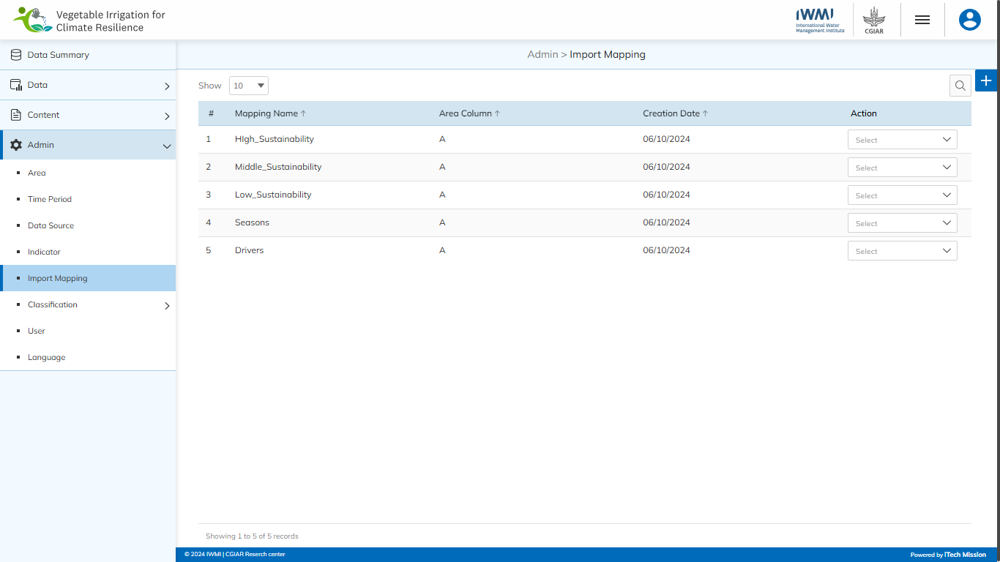 Vegetable Irrigation for
Climate Resilience
IWMI
International Water
Management Institute
CGIAR
Data Summary
Data
Content
Admin
Area
Time Period
Data Source
Indicator
Import Mapping
Classification
User
Language
Admin > Import Mapping
Show 10
# Mapping Name ↑ Area Column ↑ Creation Date ↑ Action
1 HIgh_Sustainability A 06/10/2024 Select
2 Middle_Sustainability A 06/10/2024 Select
3 Low_Sustainability A 06/10/2024 Select
4 Seasons A 06/10/2024 Select
5 Drivers A 06/10/2024 Select
Showing 1 to 5 of 5 records
© 2024 IWMI | CGIAR Reserch center Powered by iTech Mission